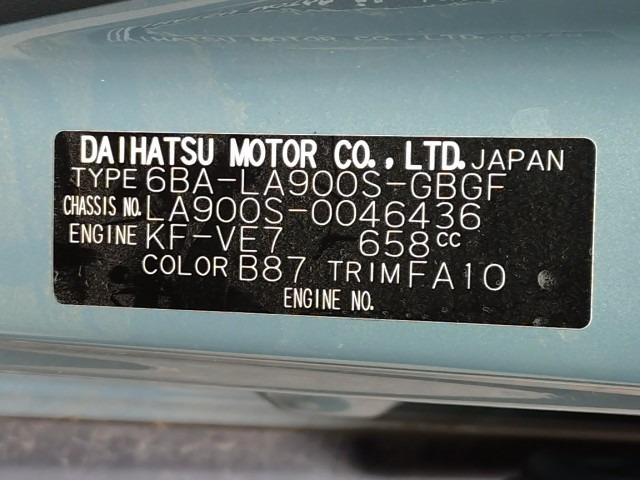 DAIHATSU MOTOR CO., LTD. JAPAN
TYPE 6BA-LA900S-GBGF
CHASSIS NO. LA900S-0046436
ENGINE KF-VE7 658cc
COLOR B87 TRIM FA10
ENGINE NO.